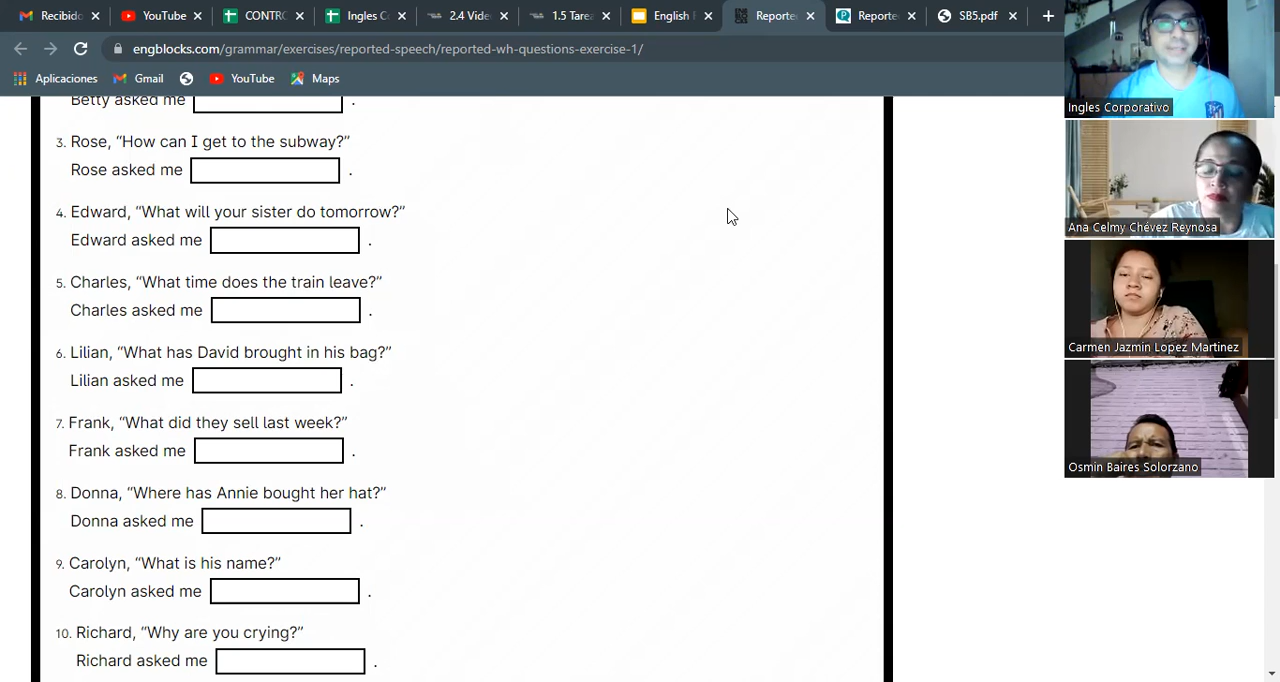 Recibido
YouTube
CONTRO
Ingles Co
2.4 Vide
1.5 Tarea
English F
Reporte
Reporte
SB5.pdf
engblocks.com/grammar/exercises/reported-speech/reported-wh-questions-exercise-1/
Aplicaciones
Gmail
YouTube
Maps
Betty asked me .
3. Rose, “How can I get to the subway?”
Rose asked me .
4. Edward, “What will your sister do tomorrow?”
Edward asked me .
5. Charles, “What time does the train leave?”
Charles asked me .
6. Lilian, “What has David brought in his bag?”
Lilian asked me .
7. Frank, “What did they sell last week?”
Frank asked me .
8. Donna, “Where has Annie bought her hat?”
Donna asked me .
9. Carolyn, “What is his name?”
Carolyn asked me .
10. Richard, “Why are you crying?”
Richard asked me .
Ingles Corporativo
Ana Celmy Chévez Reynosa
Carmen Jazmin Lopez Martinez
Osmin Baires Solorzano